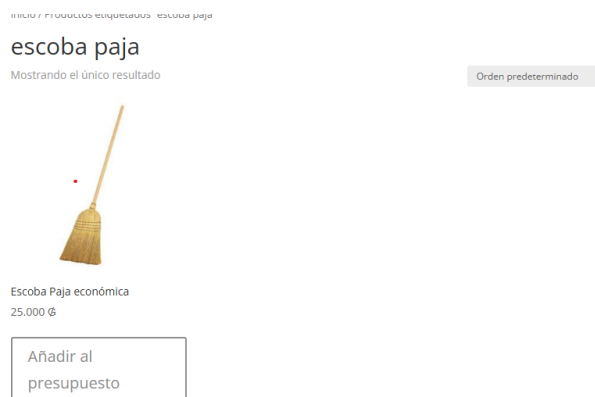 Inicio / Productos etiquetados "escoba paja"
escoba paja
Mostrando el único resultado
Orden predeterminado
Escoba Paja económica
25.000 ₲
Añadir al
presupuesto